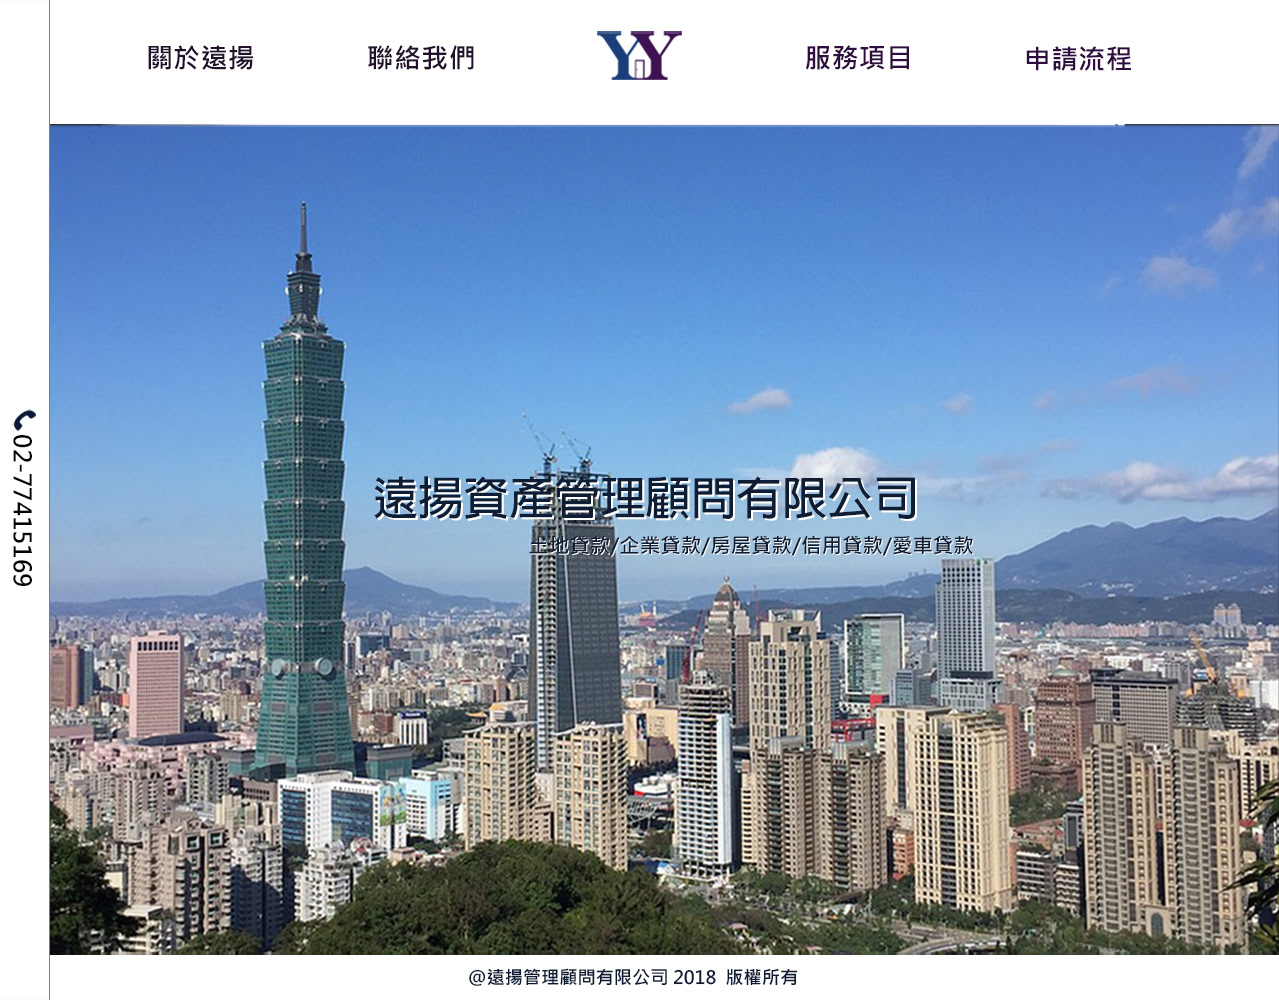 關於遠揚
聯絡我們
YY
服務項目
申請流程
02-77415169
遠揚資產管理顧問有限公司
土地貸款/企業貸款/房屋貸款/信用貸款/愛車貸款
@遠揚管理顧問有限公司 2018 版權所有